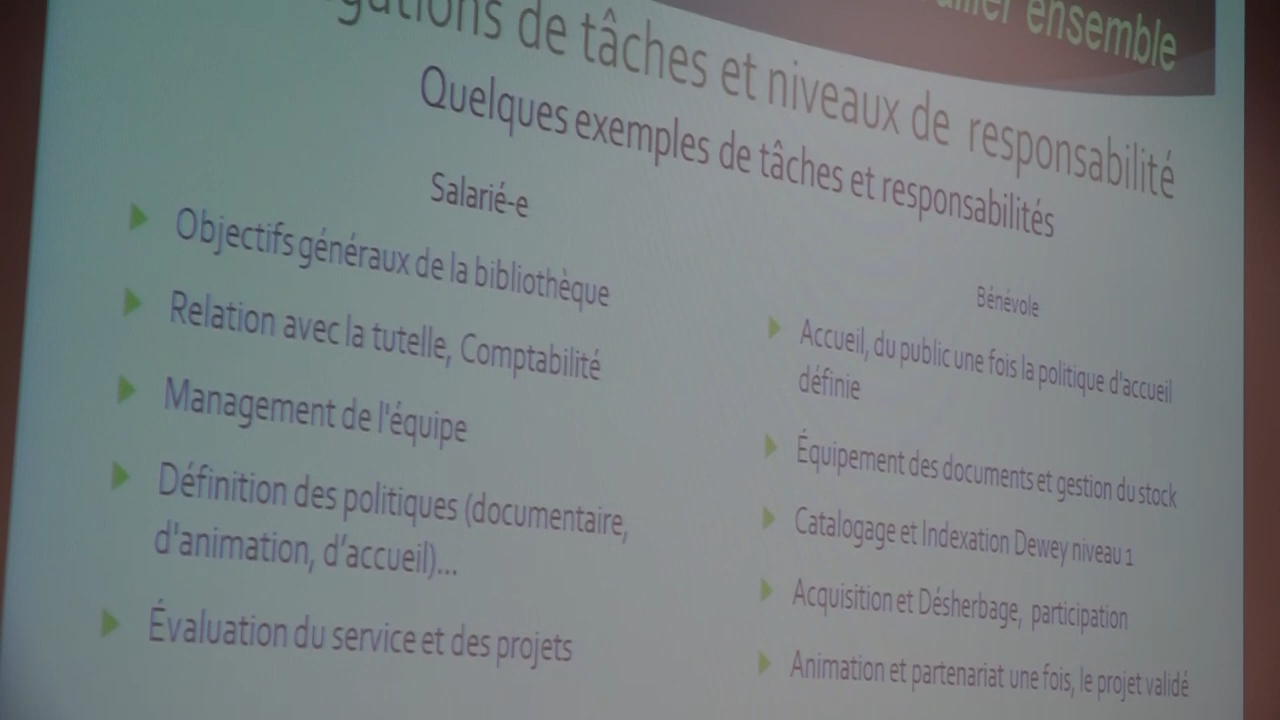 ensemble
de tâches et niveaux de responsabilité
Quelques exemples de tâches et responsabilités
Salarié-e
Objectifs généraux de la bibliothèque
Relation avec la tutelle, Comptabilité
Management de l'équipe
Définition des politiques (documentaire,
d'animation, d’accueil)...
Évaluation du service et des projets
Bénévole
Accueil, du public une fois la politique d'accueil
définie
Équipement des documents et gestion du stock
Catalogage et Indexation Dewey niveau 1
Acquisition et Désherbage, participation
Animation et partenariat une fois, le projet validé